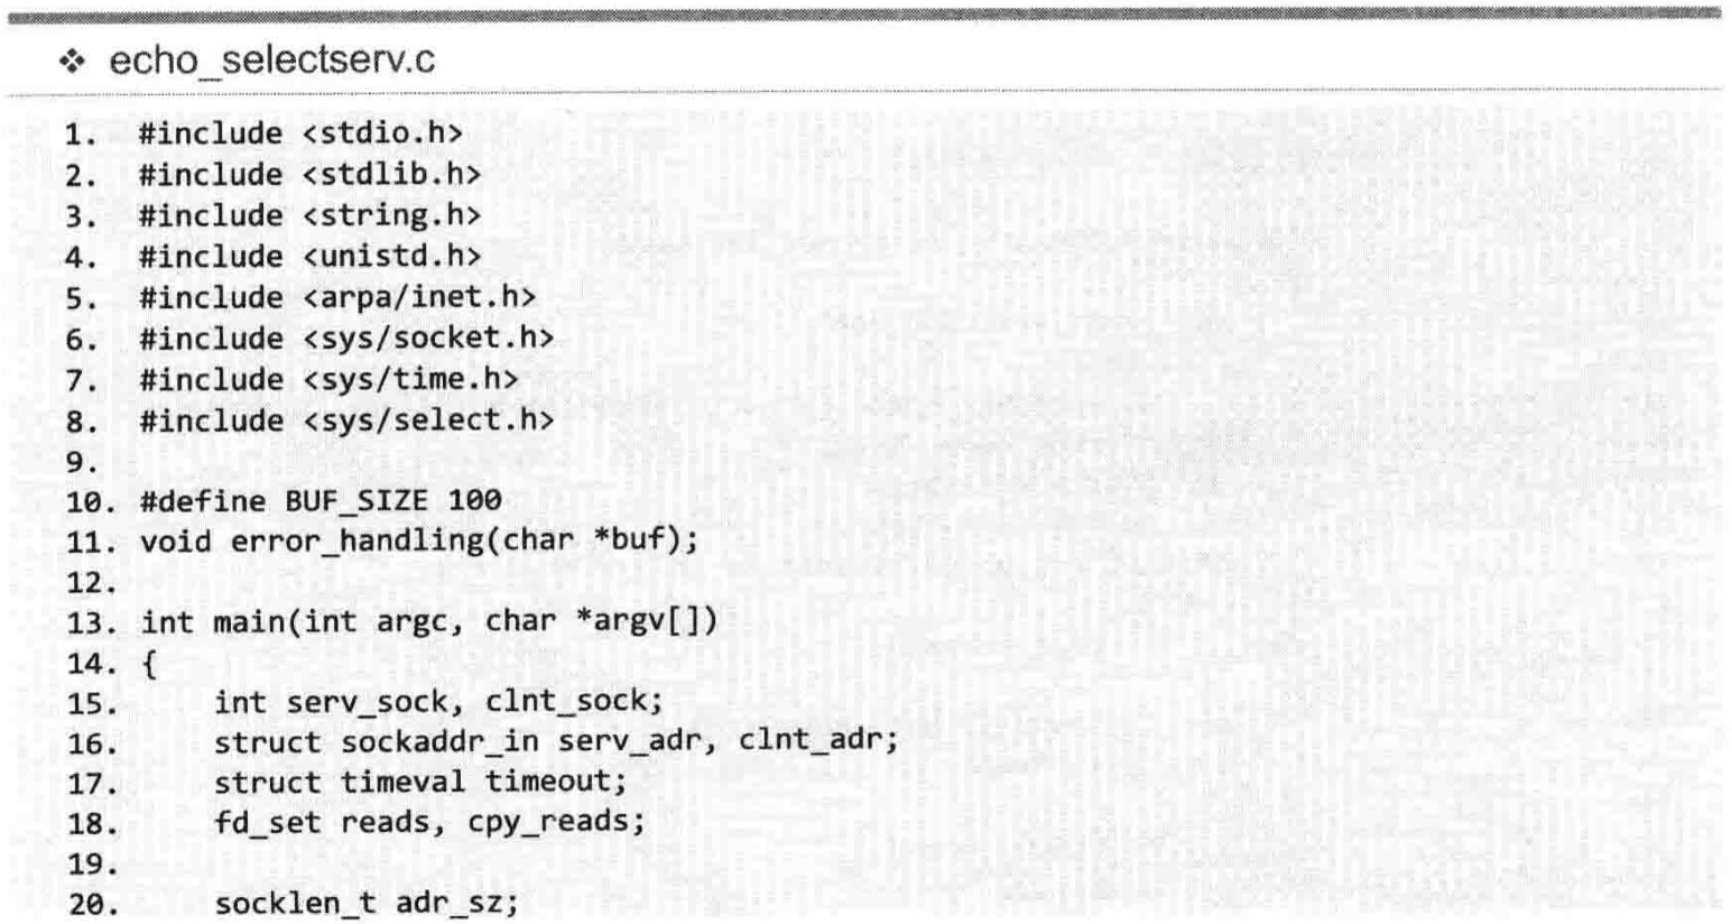 ❖ echo_selectserv.c
1. #include <stdio.h>
2. #include <stdlib.h>
3. #include <string.h>
4. #include <unistd.h>
5. #include <arpa/inet.h>
6. #include <sys/socket.h>
7. #include <sys/time.h>
8. #include <sys/select.h>
9.
10. #define BUF_SIZE 100
11. void error_handling(char *buf);
12.
13. int main(int argc, char *argv[])
14. {
15.     int serv_sock, clnt_sock;
16.     struct sockaddr_in serv_adr, clnt_adr;
17.     struct timeval timeout;
18.     fd_set reads, cpy_reads;
19.
20.     socklen_t adr_sz;